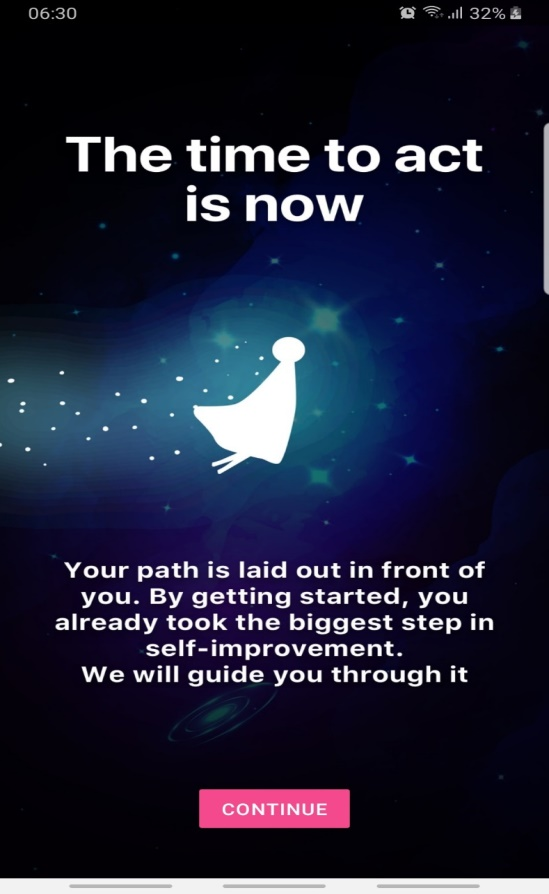 06:30 32%
The time to act
is now
Your path is laid out in front of
you. By getting started, you
already took the biggest step in
self-improvement.
We will guide you through it
CONTINUE